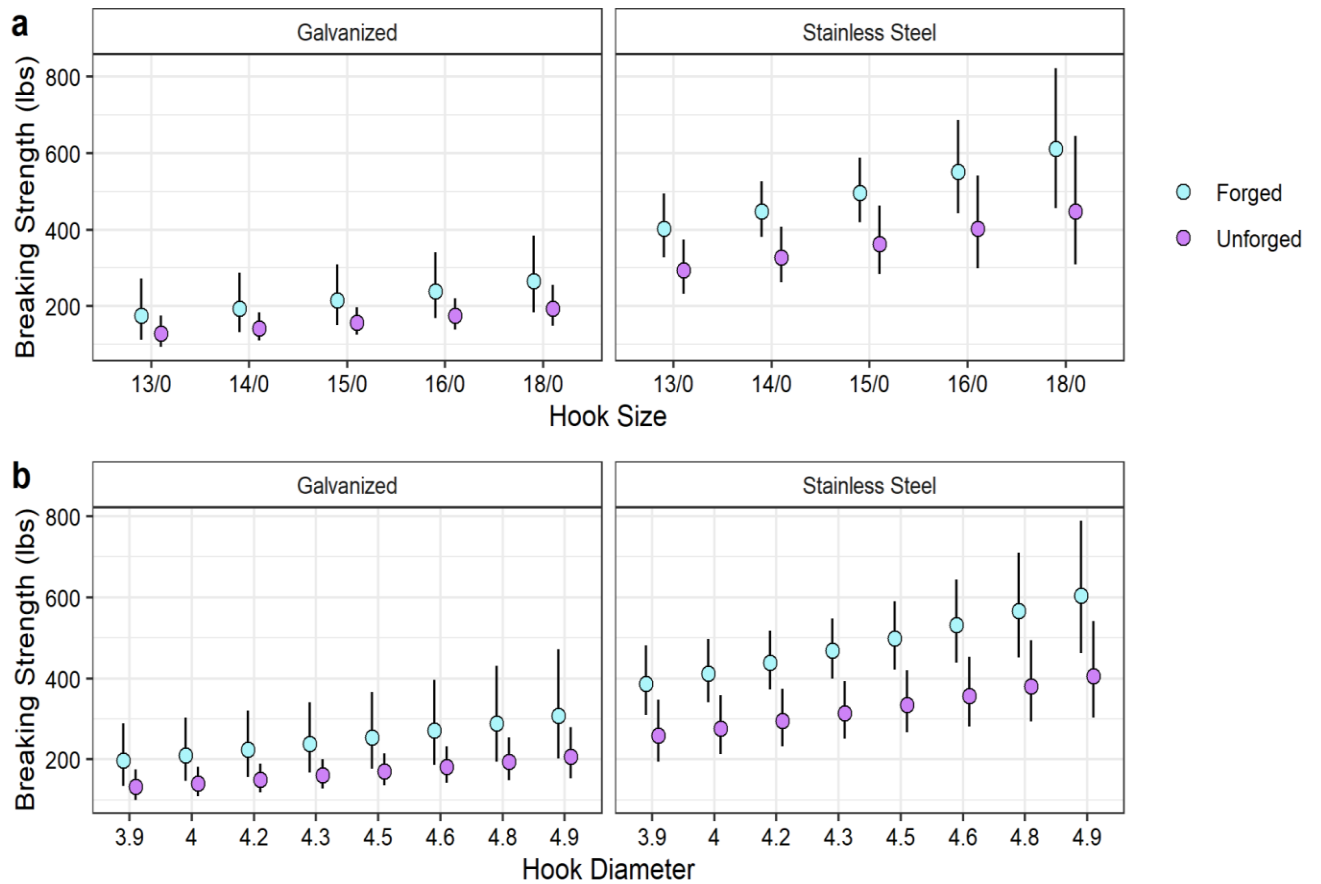 a
Galvanized
Stainless Steel
Breaking Strength (lbs)
800
600
400
200
13/0 14/0 15/0 16/0 18/0
13/0 14/0 15/0 16/0 18/0
Hook Size
Forged
Unforged
b
Galvanized
Stainless Steel
Breaking Strength (lbs)
800
600
400
200
3.9 4 4.2 4.3 4.5 4.6 4.8 4.9
3.9 4 4.2 4.3 4.5 4.6 4.8 4.9
Hook Diameter